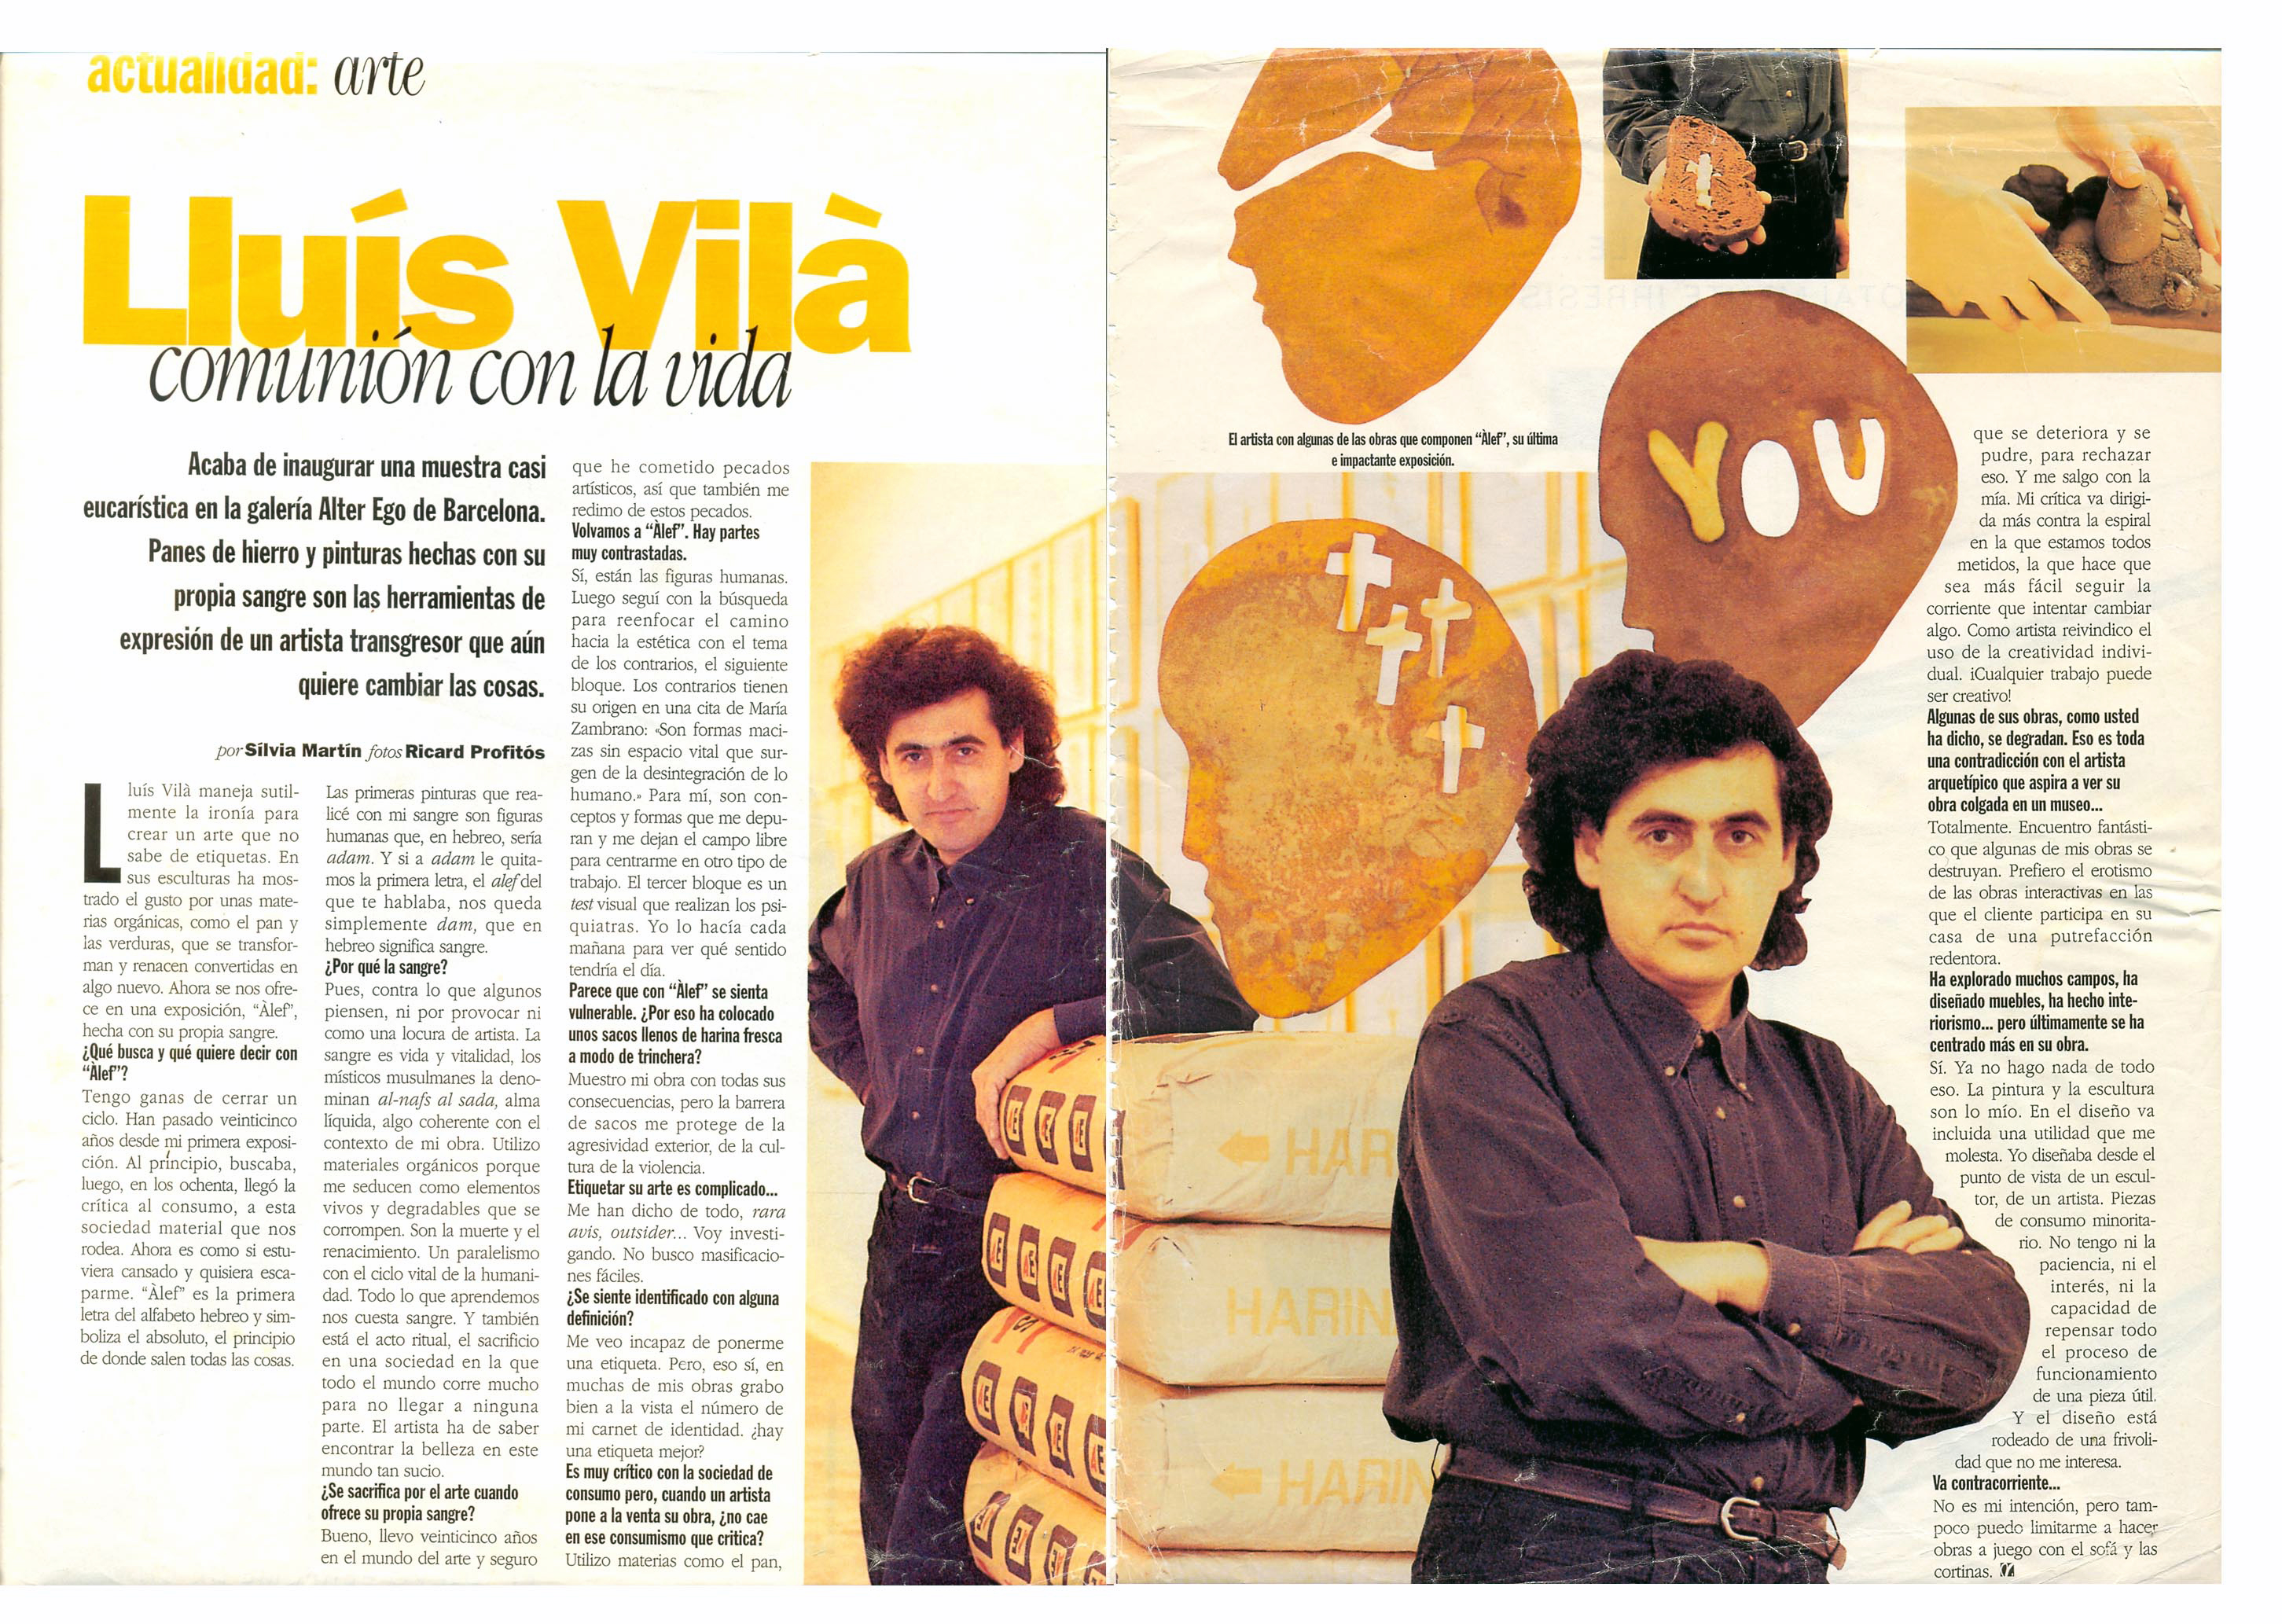 actualidad: arte
Lluís Vilà
comunión con la vida
Acaba de inaugurar una muestra casi
eucarística en la galería Alter Ego de Barcelona.
Panes de hierro y pinturas hechas con su
propia sangre son las herramientas de
expresión de un artista transgresor que aún
quiere cambiar las cosas.
por Sílvia Martín fotos Ricard Profitós
Lluís Vilà maneja sutil-
mente la ironía para
crear un arte que no
sabe de etiquetas. En
sus esculturas ha mos-
trado el gusto por unas mate-
rias orgánicas, como el pan y
las verduras, que se transfor-
man y renacen convertidas en
algo nuevo. Ahora se nos ofre-
ce en una exposición, “Àlef”,
hecha con su propia sangre.
¿Qué busca y qué quiere decir con
“Àlef”?
Tengo ganas de cerrar un
ciclo. Han pasado veinticinco
años desde mi primera exposi-
ción. Al principio, buscaba,
luego, en los ochenta, llegó la
crítica al consumo, a esta
sociedad material que nos
rodea. Ahora es como si estu-
viera cansado y quisiera esca-
parme. “Àlef” es la primera
letra del alfabeto hebreo y sim-
boliza el absoluto, el principio
de donde salen todas las cosas.
Las primeras pinturas que rea-
licé con mi sangre son figuras
humanas que, en hebreo, sería
adam. Y si a adam le quita-
mos la primera letra, el alef del
que te hablaba, nos queda
simplemente dam, que en
hebreo significa sangre.
¿Por qué la sangre?
Pues, contra lo que algunos
piensen, ni por provocar ni
como una locura de artista. La
sangre es vida y vitalidad, los
místicos musulmanes la deno-
minan al-nafs al sada, alma
líquida, algo coherente con el
contexto de mi obra. Utilizo
materiales orgánicos porque
me seducen como elementos
vivos y degradables que se
corrompen. Son la muerte y el
renacimiento. Un paralelismo
con el ciclo vital de la humani-
dad. Todo lo que aprendemos
nos cuesta sangre. Y también
está el acto ritual, el sacrificio
en una sociedad en la que
todo el mundo corre mucho
para no llegar a ninguna
parte. El artista ha de saber
encontrar la belleza en este
mundo tan sucio.
¿Se sacrifica por el arte cuando
ofrece su propia sangre?
Bueno, llevo veinticinco años
en el mundo del arte y seguro
que he cometido pecados
artísticos, así que también me
redimo de estos pecados.
Volvamos a “Àlef”. Hay partes
muy contrastadas.
Sí, están las figuras humanas.
Luego seguí con la búsqueda
para reenfocar el camino
hacia la estética con el tema
de los contrarios, el siguiente
bloque. Los contrarios tienen
su origen en una cita de María
Zambrano: «Son formas maci-
zas sin espacio vital que sur-
gen de la desintegración de lo
humano.» Para mí, son con-
ceptos y formas que me depu-
ran y me dejan el campo libre
para centrarme en otro tipo de
trabajo. El tercer bloque es un
test visual que realizan los psi-
quiatras. Yo lo hacía cada
mañana para ver qué sentido
tendría el día.
Parece que con “Àlef” se sienta
vulnerable. ¿Por eso ha colocado
unos sacos llenos de harina fresca
a modo de trinchera?
Muestro mi obra con todas sus
consecuencias, pero la barrera
de sacos me protege de la
agresividad exterior, de la cul-
tura de la violencia.
Etiquetar su arte es complicado...
Me han dicho de todo, rara
avis, outsider... Voy investi-
gando. No busco masificacio-
nes fáciles.
¿Se siente identificado con alguna
definición?
Me veo incapaz de ponerme
una etiqueta. Pero, eso sí, en
muchas de mis obras grabo
bien a la vista el número de
mi carnet de identidad. ¿hay
una etiqueta mejor?
Es muy crítico con la sociedad de
consumo pero, cuando un artista
pone a la venta su obra, ¿no cae
en ese consumismo que critica?
Utilizo materias como el pan,
El artista con algunas de las obras que componen “Àlef”, su última
e impactante exposición.
YOU
HAR
HARIN
HARIN
que se deteriora y se
pudre, para rechazar
eso. Y me salgo con la
mía. Mi crítica va dirigi-
da más contra la espiral
en la que estamos todos
metidos, la que hace que
sea más fácil seguir la
corriente que intentar cambiar
algo. Como artista reivindico el
uso de la creatividad indivi-
dual. ¡Cualquier trabajo puede
ser creativo!
Algunas de sus obras, como usted
ha dicho, se degradan. Eso es toda
una contradicción con el artista
arquetípico que aspira a ver su
obra colgada en un museo...
Totalmente. Encuentro fantásti-
co que algunas de mis obras se
destruyan. Prefiero el erotismo
de las obras interactivas en las
que el cliente participa en su
casa de una putrefacción
redentora.
Ha explorado muchos campos, ha
diseñado muebles, ha hecho inte-
riorismo... pero últimamente se ha
centrado más en su obra.
Sí. Ya no hago nada de todo
eso. La pintura y la escultura
son lo mío. En el diseño va
incluida una utilidad que me
molesta. Yo diseñaba desde el
punto de vista de un escul-
tor, de un artista. Piezas
de consumo minorita-
rio. No tengo ni la
paciencia, ni el
interés, ni la
capacidad de
repensar todo
el proceso de
funcionamiento
de una pieza útil.
Y el diseño está
rodeado de una frivoli-
dad que no me interesa.
Va contracorriente...
No es mi intención, pero tam-
poco puedo limitarme a hacer
obras a juego con el sofá y las
cortinas.